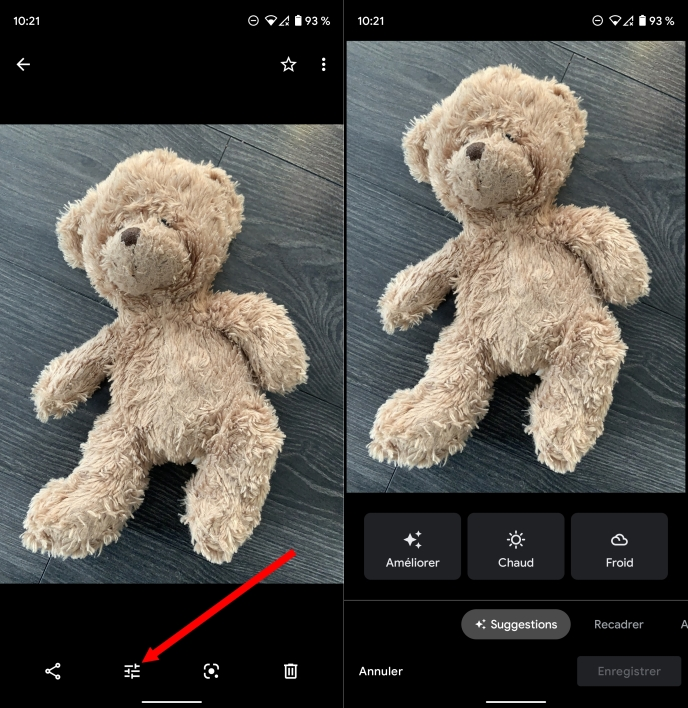 10:21
93 %
10:21
93 %
Améliorer
Chaud
Froid
Suggestions
Recadrer
A
Annuler
Enregistrer